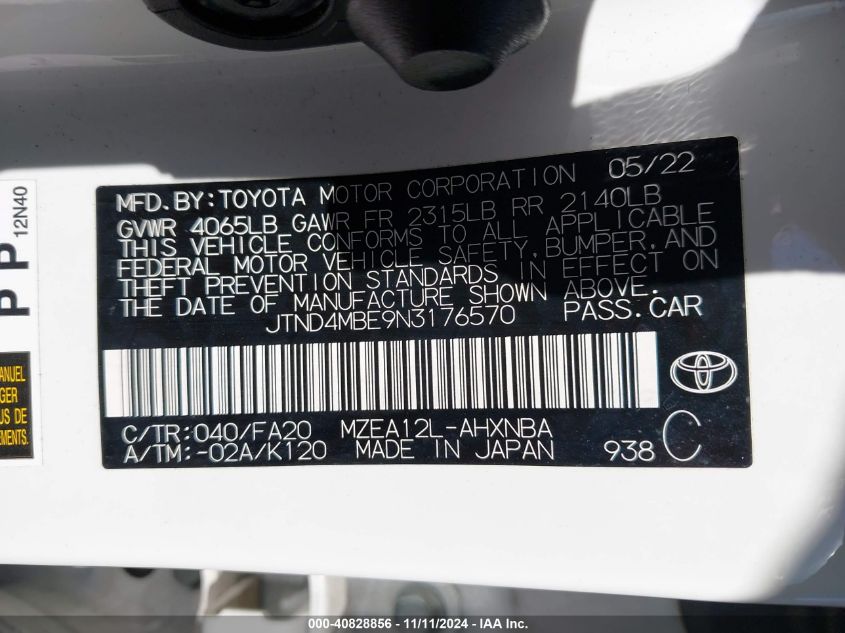 MFD. BY: TOYOTA MOTOR CORPORATION 05/22
GVWR 4065LB GAWR FR 2315LB RR 2140LB
THIS VEHICLE CONFORMS TO ALL APPLICABLE
FEDERAL MOTOR VEHICLE SAFETY, BUMPER, AND
THEFT PREVENTION STANDARDS IN EFFECT ON
THE DATE OF MANUFACTURE SHOWN ABOVE.
JTND4MBE9N3176570 PASS.CAR
C/TR:040/FA20 MZEA12L-AHXNBA
A/TM:-02A/K120 MADE IN JAPAN 938 C
P P 12N40
000-40828856 - 11/11/2024 - IAA Inc.